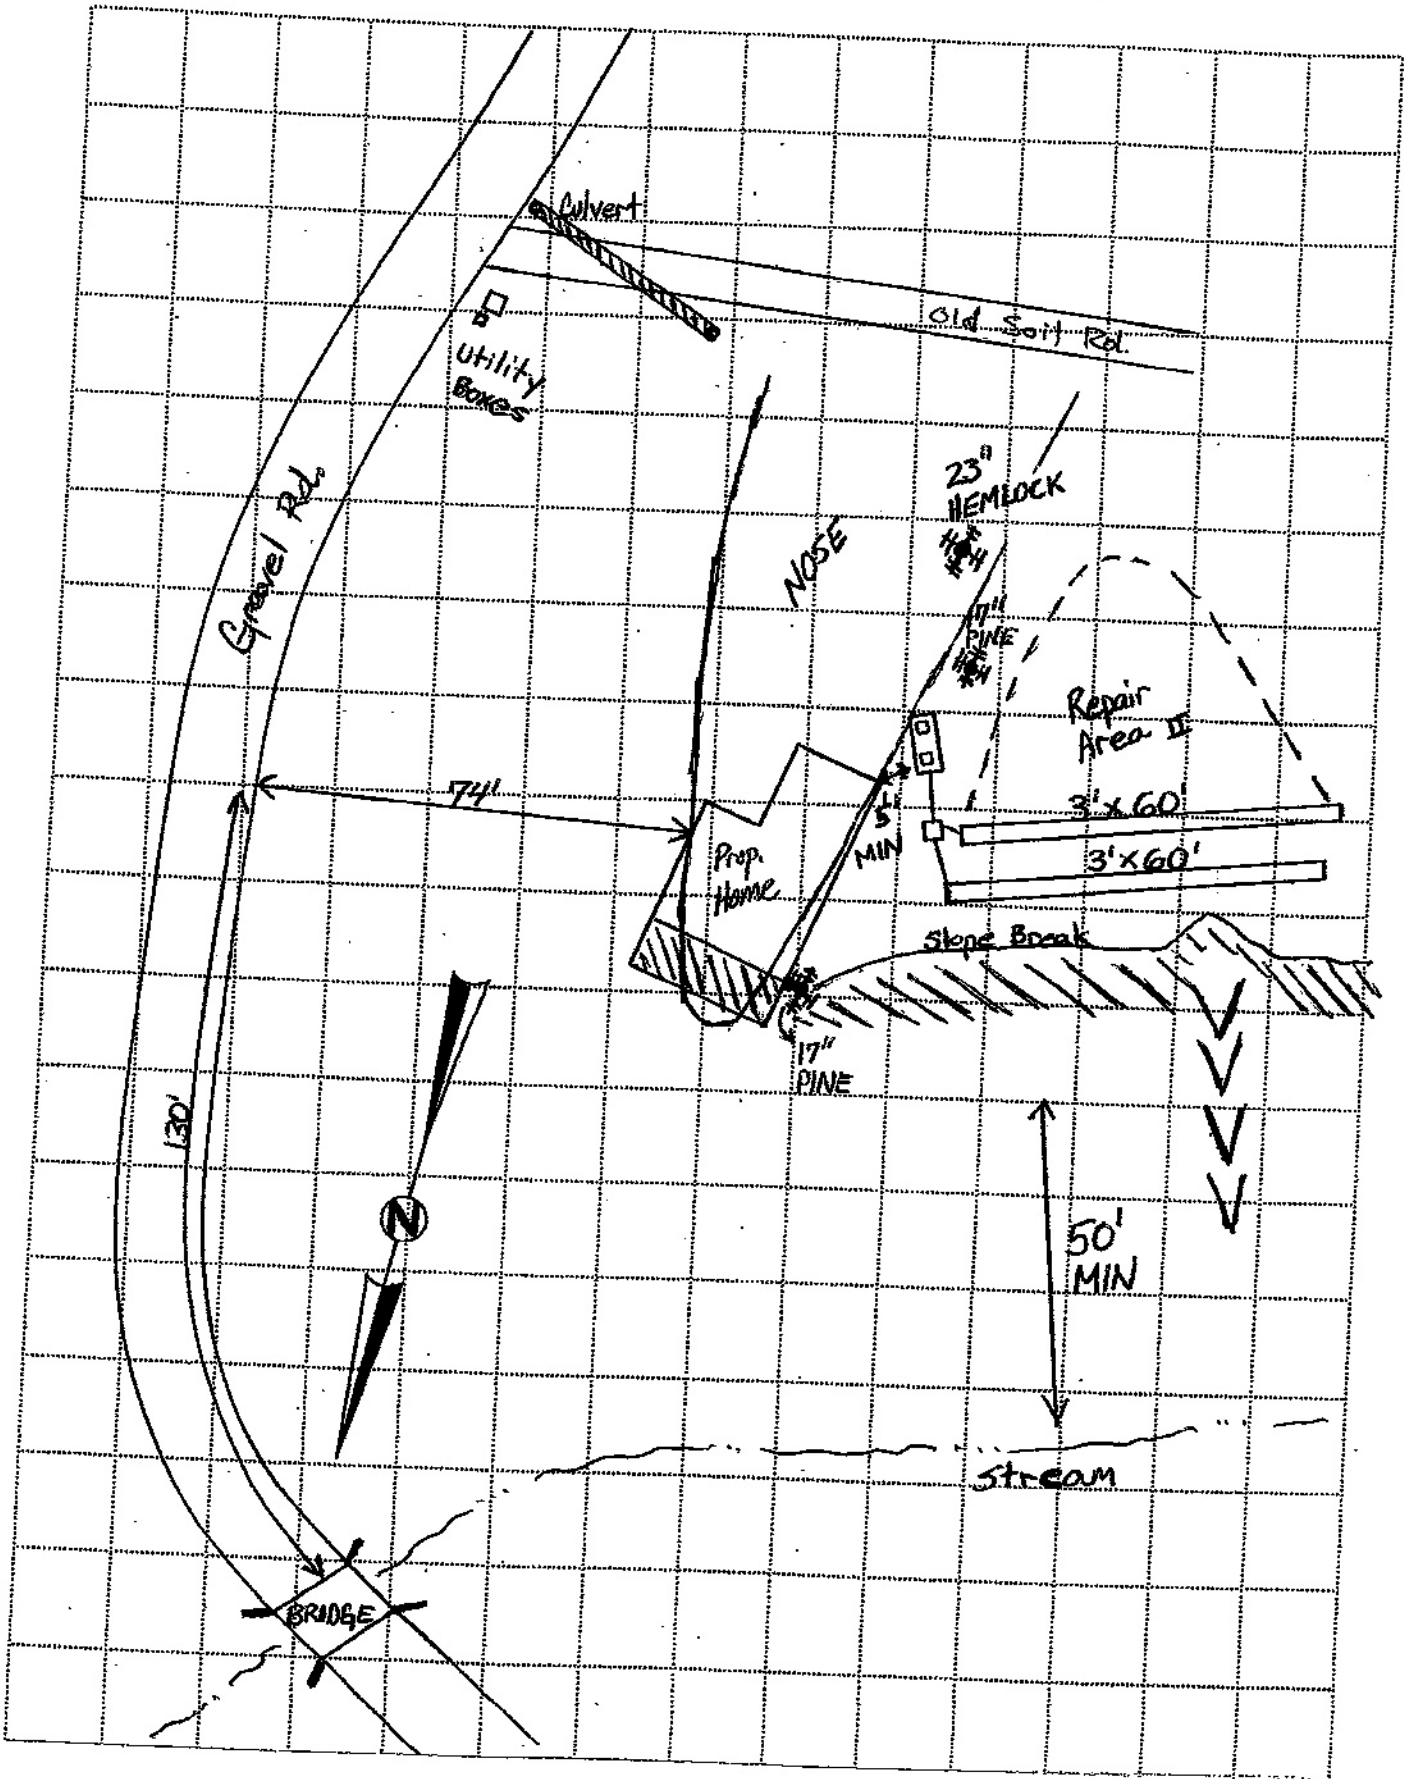 Culvert
Old Soil Rd.
Utility
Boxes
23"
HEMLOCK
Gravel Rd.
NOSE
17"
PINE
Repair
Area II
74'
3'x60'
5'
MIN
Prop.
Home
3'x60'
Slope Break
17"
PINE
130'
N
50'
MIN
Stream
BRIDGE